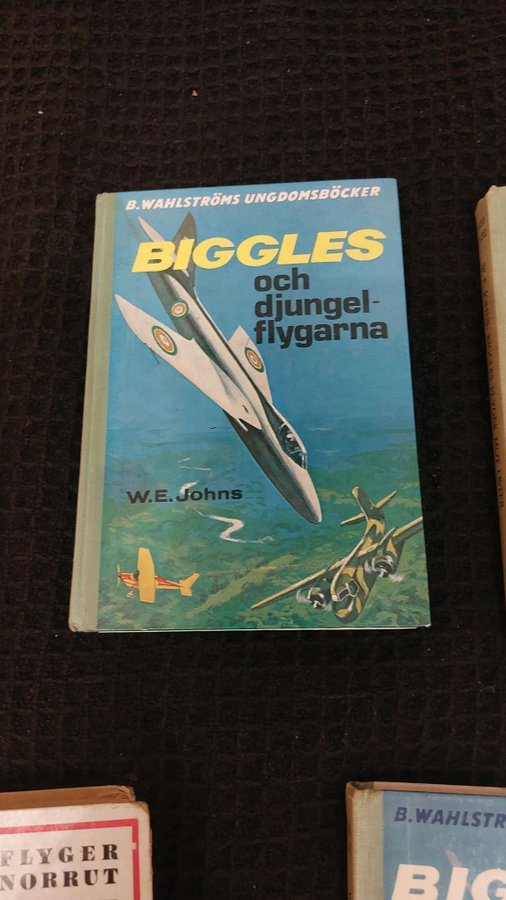 B.WAHLSTRÖMS UNGDOMSBÖCKER
BIGGLES
och
djungel-
flygarna
W.E.Johns
FLYGER
NORRUT
B.WAHLSTR
BIG